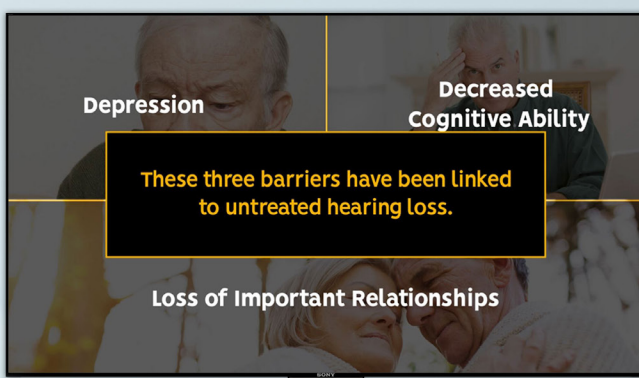 Depression
Decreased
Cognitive Ability
These three barriers have been linked
to untreated hearing loss.
Loss of Important Relationships
SONY